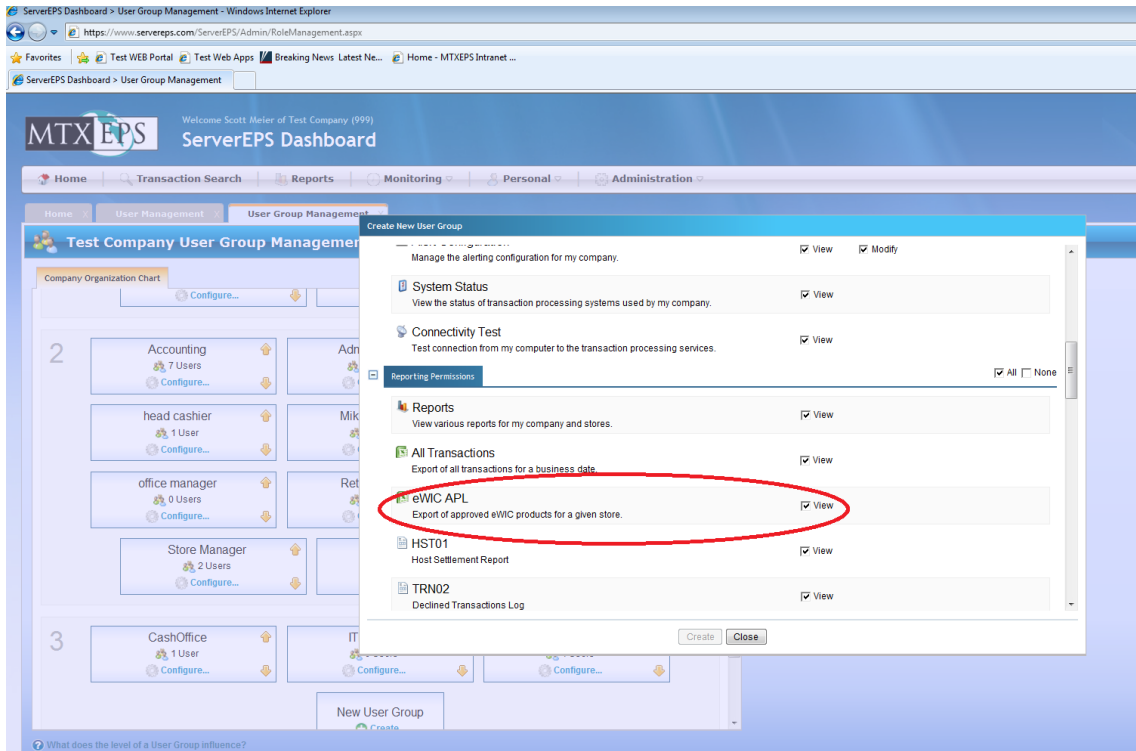 ServerEPS Dashboard > User Group Management - Windows Internet Explorer
https://www.servereps.com/ServerEPS/Admin/RoleManagement.aspx
Favorites Test WEB Portal Test Web Apps Breaking News Latest Ne... Home - MTXEPS Intranet ...
ServerEPS Dashboard > User Group Management
MTX EPS
Welcome Scott Meier of Test Company (999)
ServerEPS Dashboard
Home Transaction Search Reports Monitoring Personal Administration
Home X User Management X User Group Management
Create New User Group
Test Company User Group Managemer
Manage the alerting configuration for my company.
View Modify
Company Organization Chart
System Status
View the status of transaction processing systems used by my company.
View
Configure...
Connectivity Test
Test connection from my computer to the transaction processing services.
View
2
Accounting
7 Users
Configure...
Adn
Reporting Permissions
All None
head cashier
1 User
Configure...
Mik
Reports
View various reports for my company and stores.
View
All Transactions
Export of all transactions for a business date.
View
office manager
0 Users
Configure...
Ret
eWIC APL
Export of approved eWIC products for a given store.
View
Store Manager
2 Users
Configure...
HST01
Host Settlement Report
View
TRN02
Declined Transactions Log
View
Create Close
3
CashOffice
1 User
Configure...
IT
Configure...
Configure...
New User Group
Create
What does the level of a User Group influence?